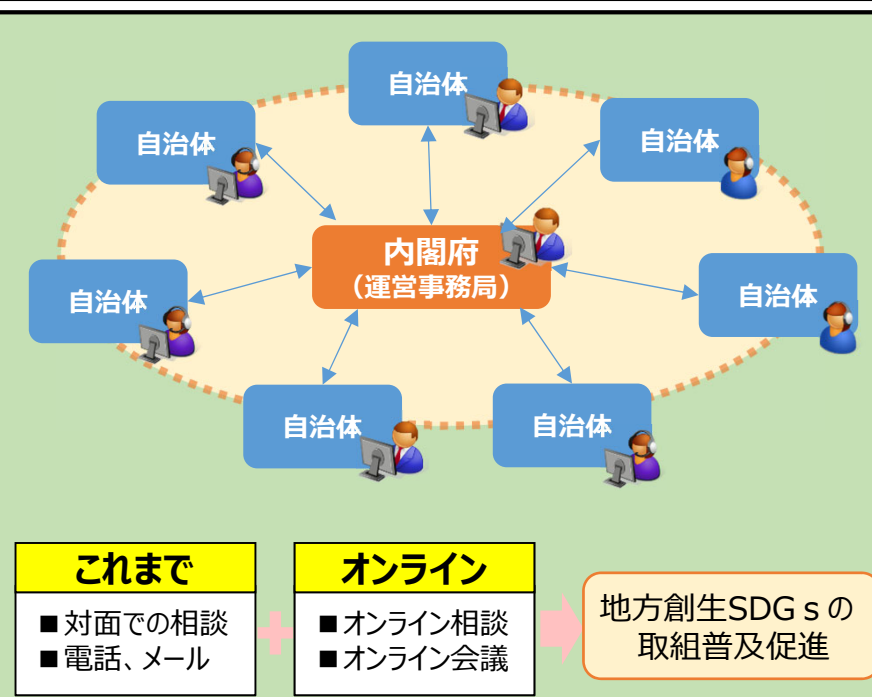 自治体
自治体
自治体
内閣府
（運営事務局）
自治体
自治体
自治体
自治体
これまで
■対面での相談
■電話、メール
オンライン
■オンライン相談
■オンライン会議
地方創生SDGｓの
取組普及促進